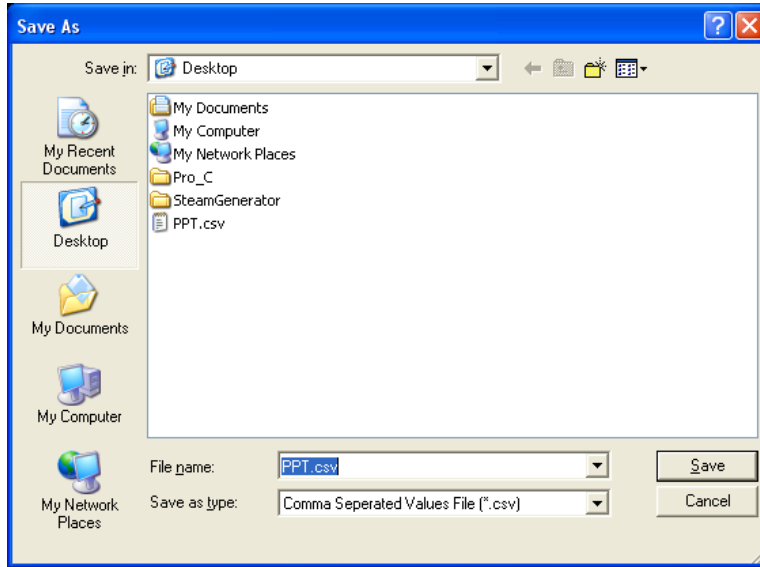 Save As
Save in:
Desktop
My Recent
Documents
Desktop
My Documents
My Computer
My Network
Places
My Documents
My Computer
My Network Places
Pro_C
SteamGenerator
PPT.csv
File name:
PPT.csv
Save
Save as type:
Comma Seperated Values File (*.csv)
Cancel